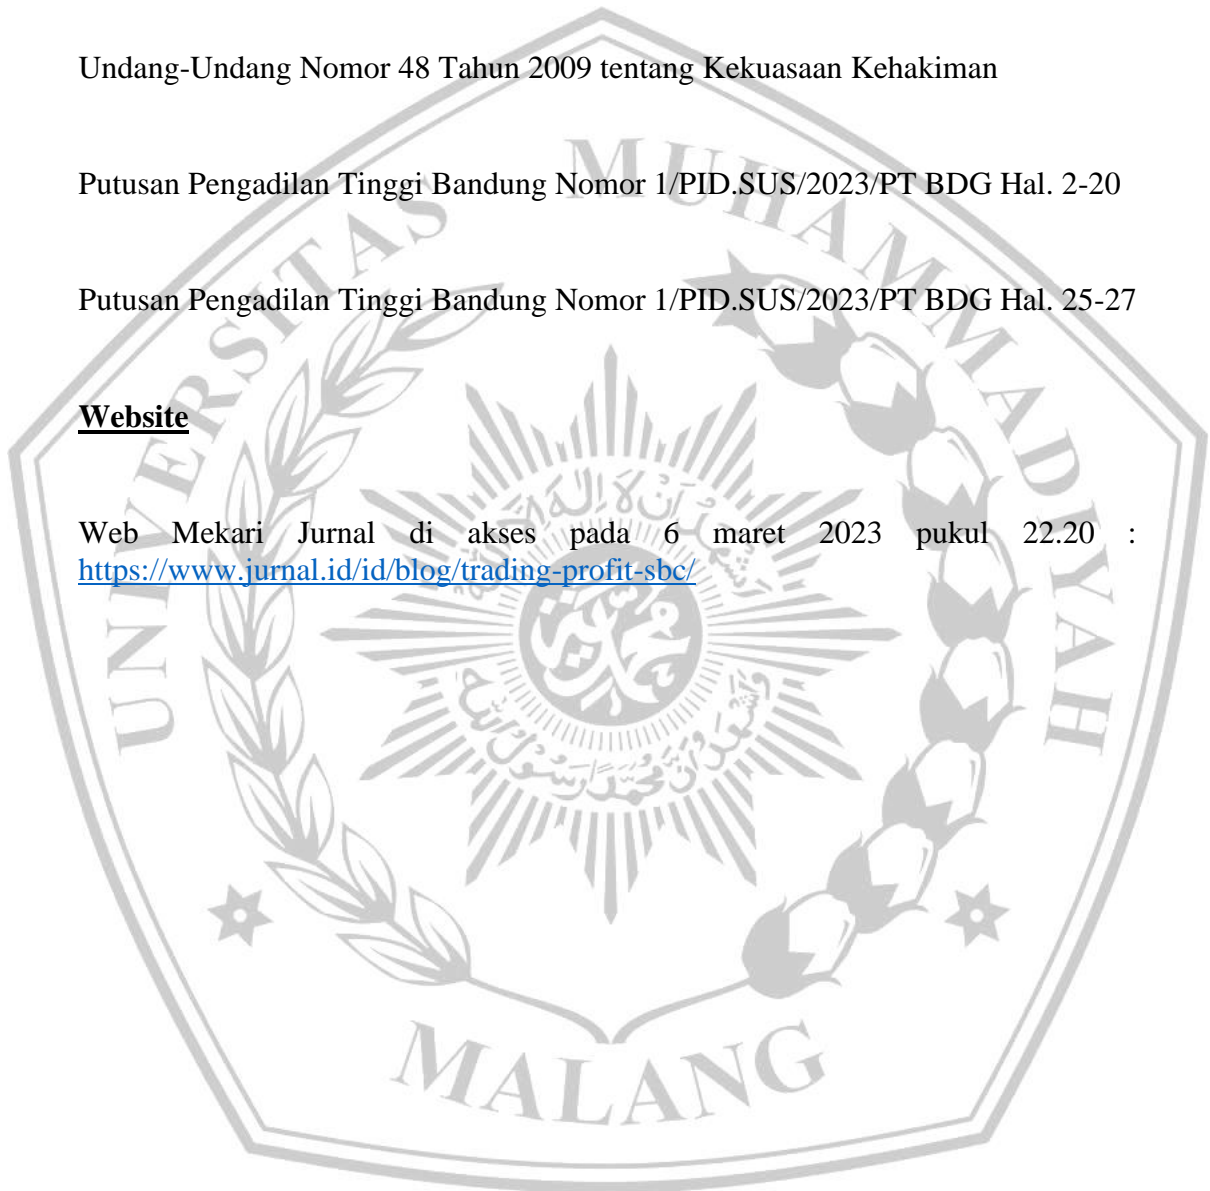 Undang-Undang Nomor 48 Tahun 2009 tentang Kekuasaan Kehakiman
Putusan Pengadilan Tinggi Bandung Nomor 1/PID.SUS/2023/PT BDG Hal. 2-20
Putusan Pengadilan Tinggi Bandung Nomor 1/PID.SUS/2023/PT BDG Hal. 25-27
Website
Web Mekari Jurnal di akses pada 6 maret 2023 pukul 22.20 :
https://www.jurnal.id/id/blog/trading-profit-sbc/
UNIVERSITAS MUHAMMADIYAH
MALANG